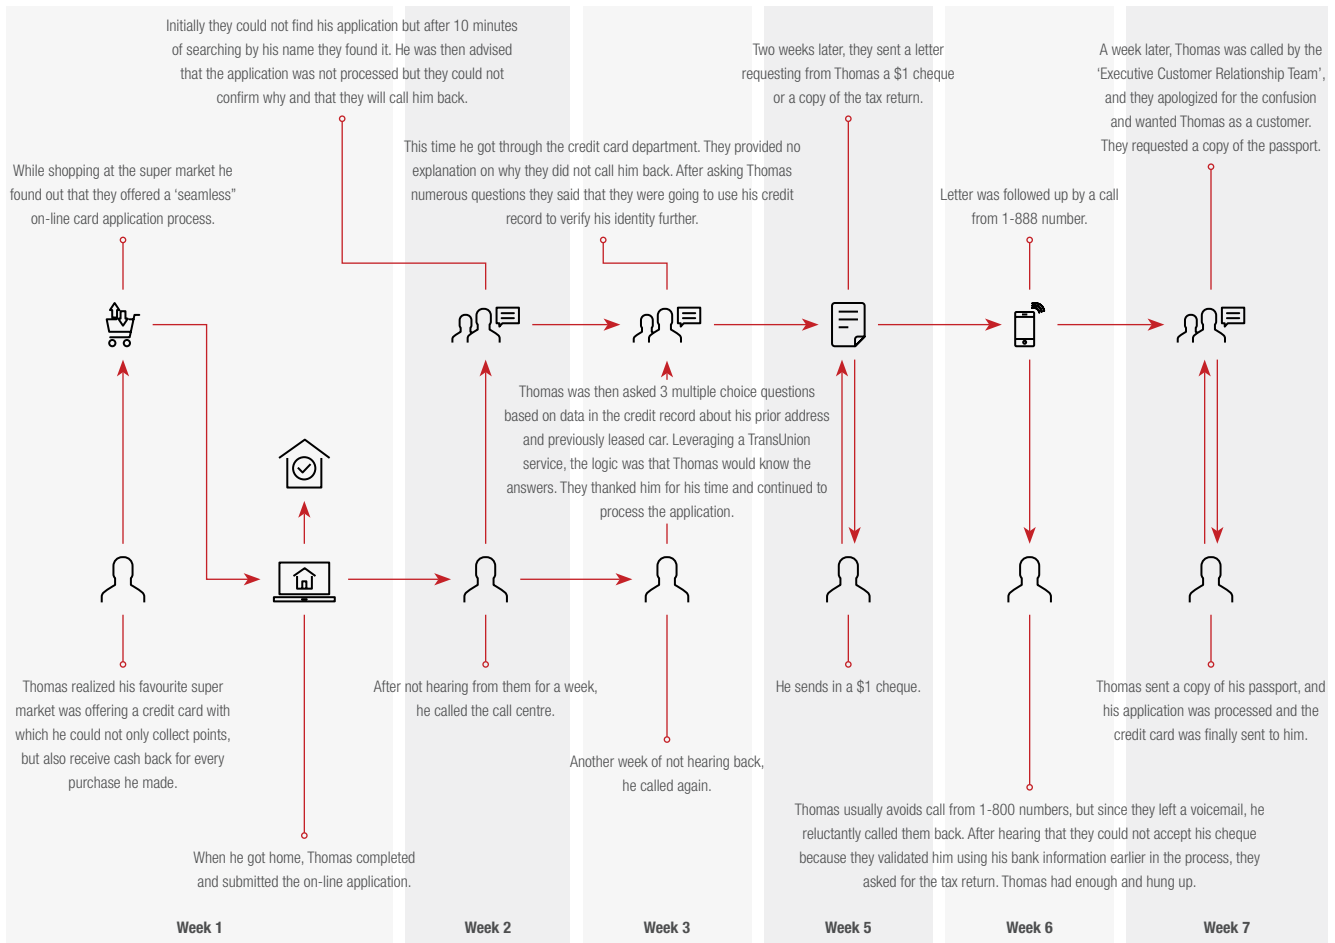 Initially they could not find his application but after 10 minutes
of searching by his name they found it. He was then advised
that the application was not processed but they could not
confirm why and that they will call him back.
Two weeks later, they sent a letter
requesting from Thomas a $1 cheque
or a copy of the tax return.
A week later, Thomas was called by the
‘Executive Customer Relationship Team’,
and they apologized for the confusion
and wanted Thomas as a customer.
They requested a copy of the passport.
While shopping at the super market he
found out that they offered a ‘seamless”
on-line card application process.
This time he got through the credit card department. They provided no
explanation on why they did not call him back. After asking Thomas
numerous questions they said that they were going to use his credit
record to verify his identity further.
Letter was followed up by a call
from 1-888 number.
Thomas was then asked 3 multiple choice questions
based on data in the credit record about his prior address
and previously leased car. Leveraging a TransUnion
service, the logic was that Thomas would know the
answers. They thanked him for his time and continued to
process the application.
Thomas realized his favourite super
market was offering a credit card with
which he could not only collect points,
but also receive cash back for every
purchase he made.
After not hearing from them for a week,
he called the call centre.
He sends in a $1 cheque.
Thomas sent a copy of his passport, and
his application was processed and the
credit card was finally sent to him.
Another week of not hearing back,
he called again.
When he got home, Thomas completed
and submitted the on-line application.
Thomas usually avoids call from 1-800 numbers, but since they left a voicemail, he
reluctantly called them back. After hearing that they could not accept his cheque
because they validated him using his bank information earlier in the process, they
asked for the tax return. Thomas had enough and hung up.
Week 1
Week 2
Week 3
Week 5
Week 6
Week 7